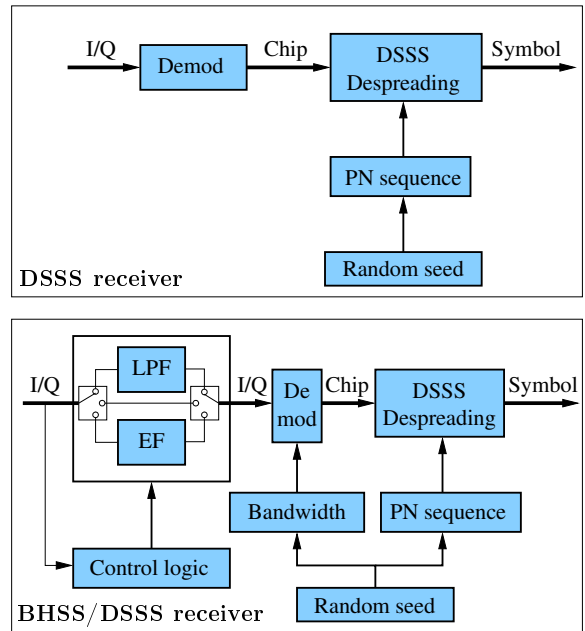 I/Q
Chip
Symbol
Demod
DSSS
Despreading
PN sequence
Random seed
DSSS receiver
I/Q
LPF
EF
I/Q
De
mod
Chip
DSSS
Despreading
Symbol
Bandwidth
PN sequence
Control logic
Random seed
BHSS/DSSS receiver